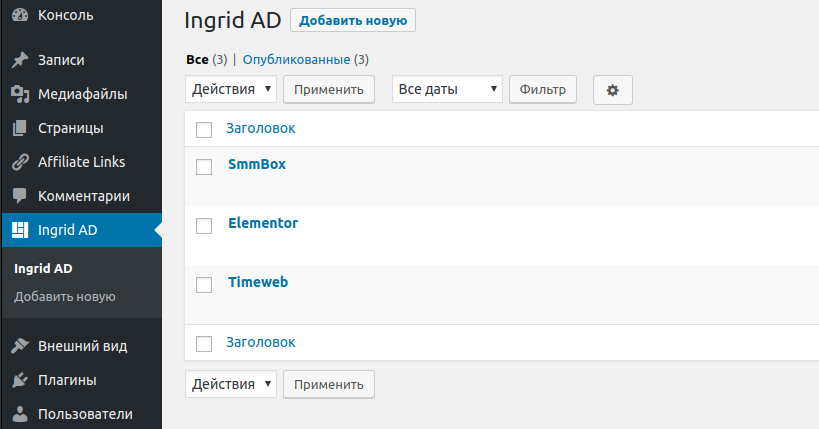 Консоль
Записи
Медиафайлы
Страницы
Affiliate Links
Комментарии
Ingrid AD
Ingrid AD
Добавить новую
Внешний вид
Плагины
Пользователи
Ingrid AD Добавить новую
Все (3) | Опубликованные (3)
Действия Применить Все даты Фильтр
Заголовок
SmmBox
Elementor
Timeweb
Заголовок
Действия Применить